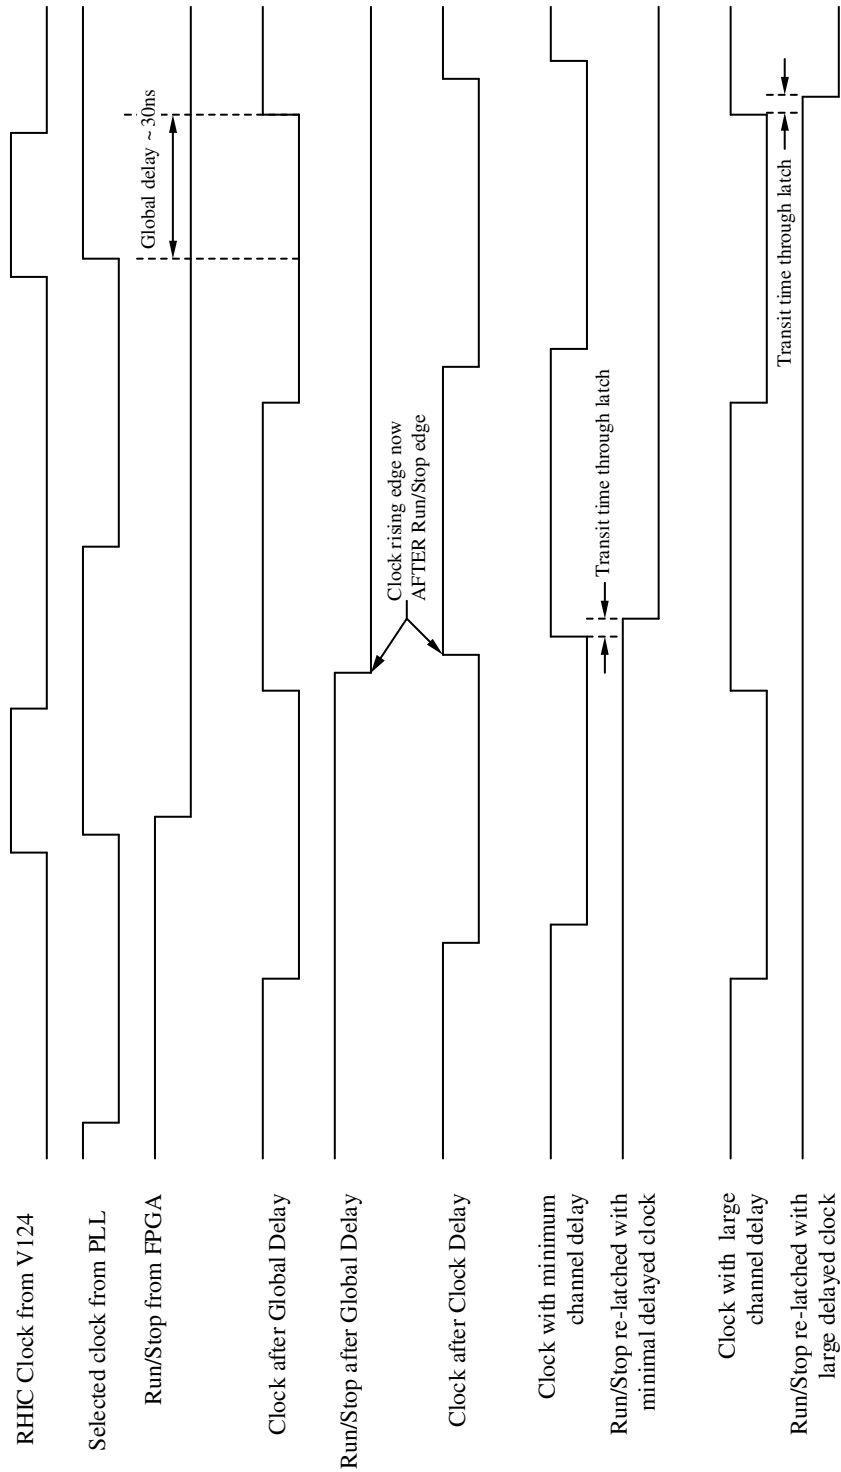 RHIC Clock from V124
Selected clock from PLL
Run/Stop from FPGA
Global delay ~ 30ns
Clock after Global Delay
Run/Stop after Global Delay
Clock rising edge now
AFTER Run/Stop edge
Clock after Clock Delay
Clock with minimum
channel delay
Transit time through latch
Run/Stop re-latched with
minimal delayed clock
Clock with large
channel delay
Transit time through latch
Run/Stop re-latched with
large delayed clock